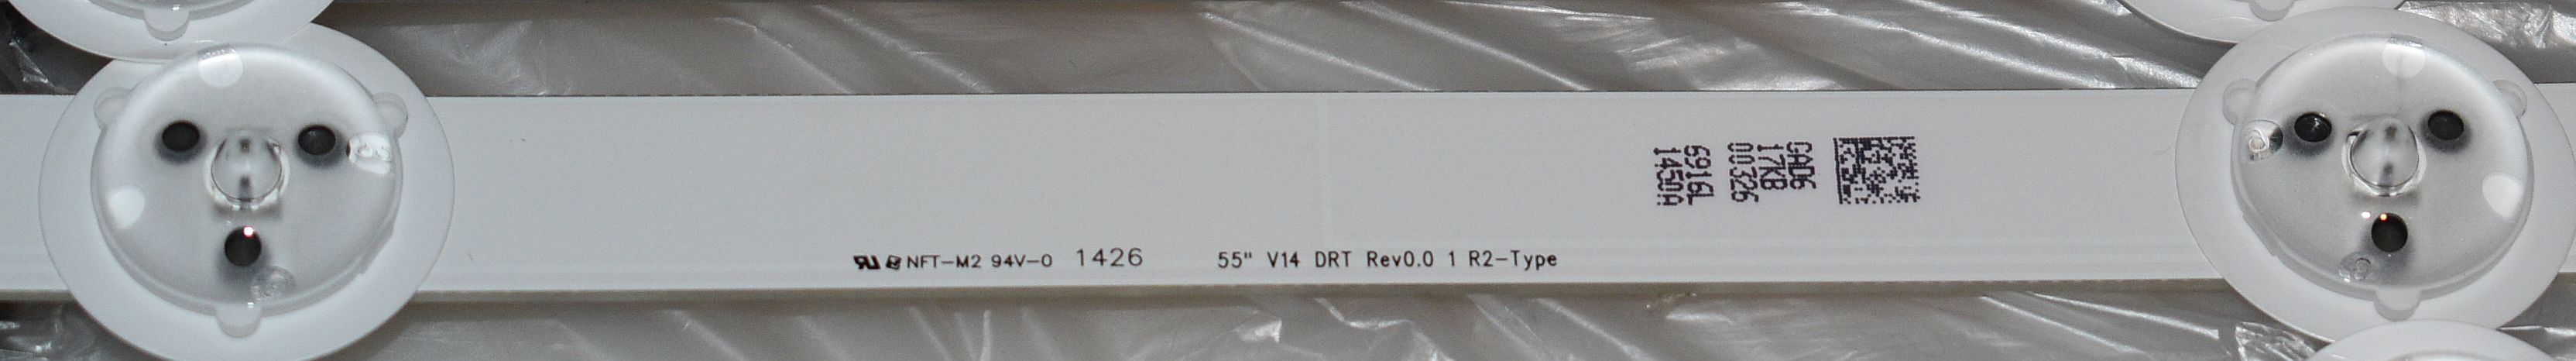 NFT-M2 94V-0 1426 55" V14 DRT Rev0.0 1 R2-Type
GAD6
17KB
00326
6916L
1450A